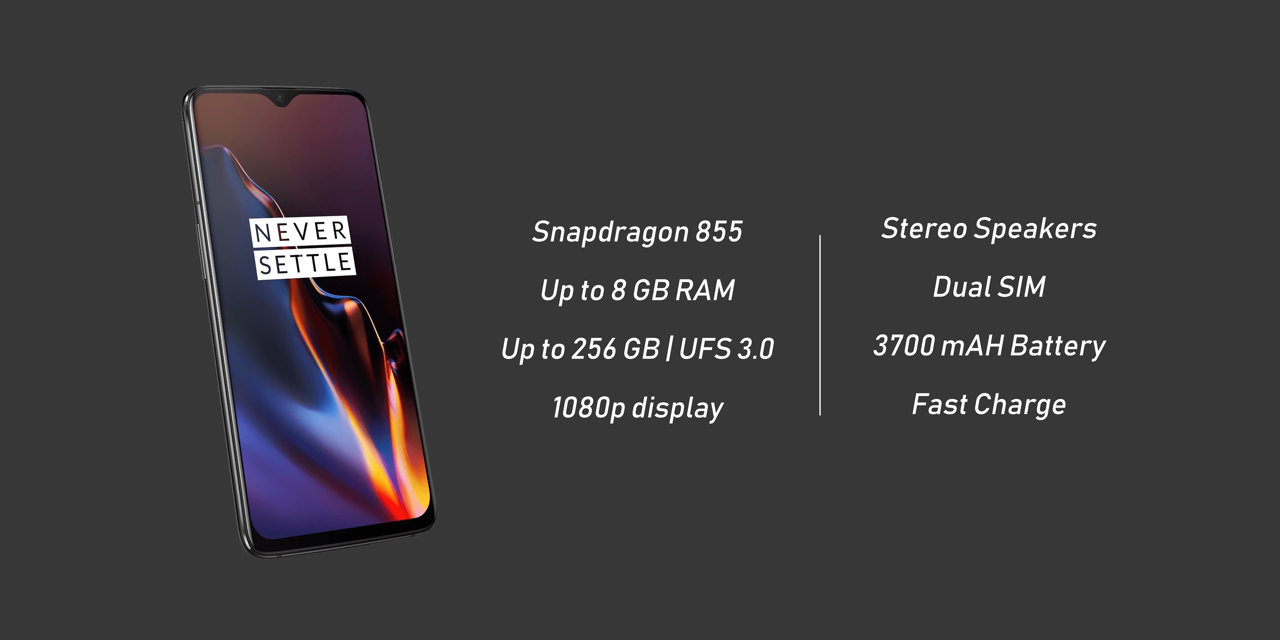 NEVER
SETTLE
Snapdragon 855
Up to 8 GB RAM
Up to 256 GB | UFS 3.0
1080p display
Stereo Speakers
Dual SIM
3700 mAH Battery
Fast Charge